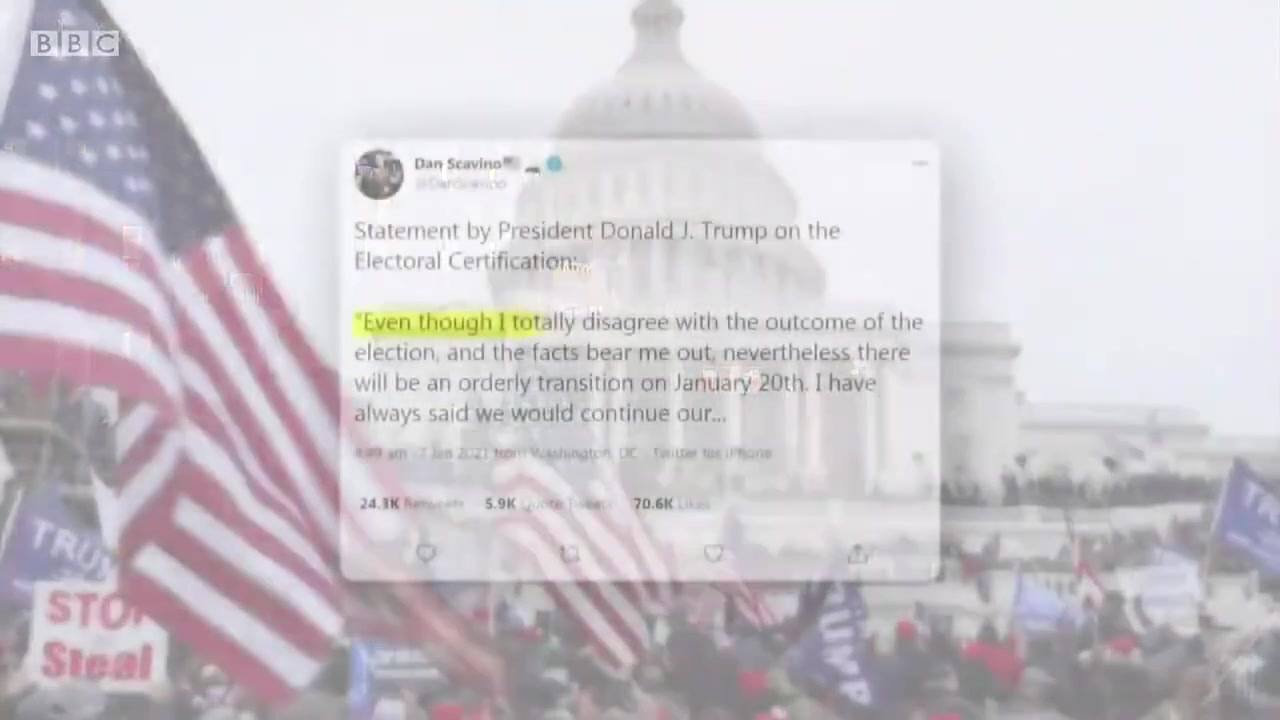 BBC
Dan Scavino
@DanScavino
Statement by President Donald J. Trump on the
Electoral Certification:
"Even though I totally disagree with the outcome of the
election, and the facts bear me out, nevertheless there
will be an orderly transition on January 20th. I have
always said we would continue our...
7 Jan 2021 from Washington, DC · Twitter for iPhone
24.3K Retweets 5.9K Quote Tweets 70.6K Likes
STOP
Steal
TRUMP